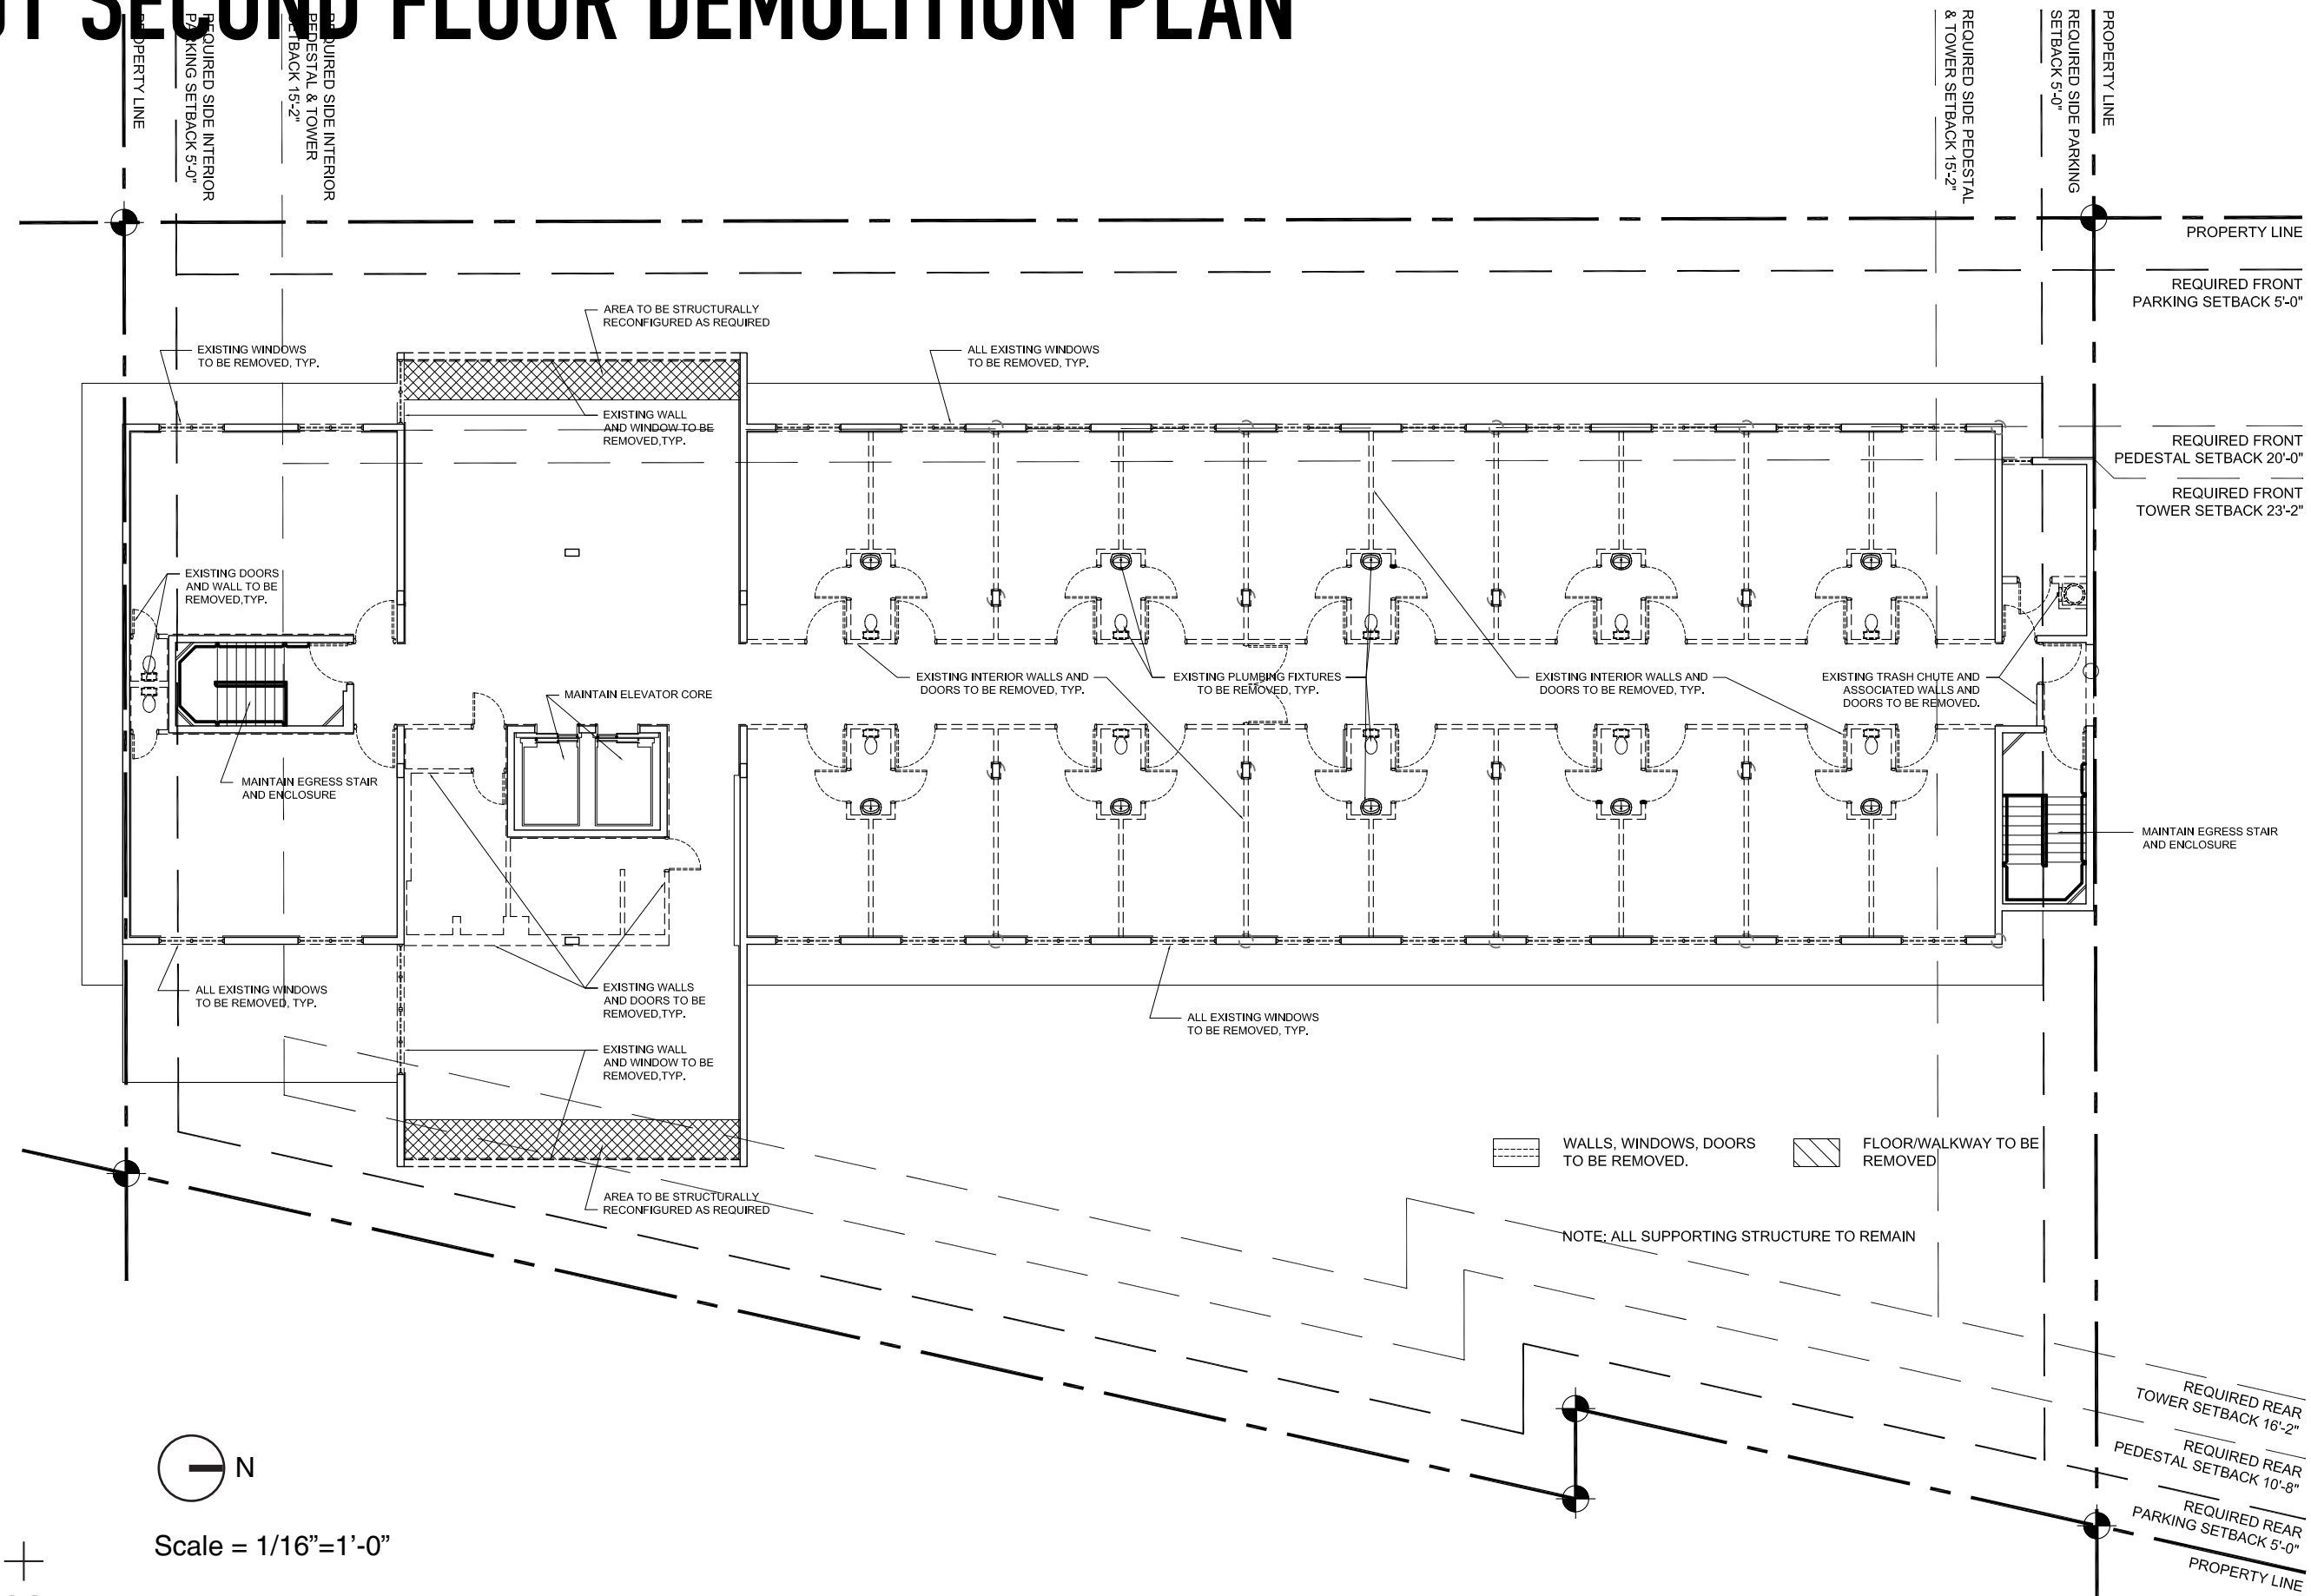 SECOND FLOOR DEMOLITION PLAN
PROPERTY LINE
REQUIRED SIDE INTERIOR
PARKING SETBACK 5'-0"
REQUIRED SIDE INTERIOR
PEDESTAL & TOWER
SETBACK 15'-2"
REQUIRED SIDE PEDESTAL
& TOWER SETBACK 15'-2"
REQUIRED SIDE PARKING
SETBACK 5'-0"
PROPERTY LINE
PROPERTY LINE
REQUIRED FRONT
PARKING SETBACK 5'-0"
AREA TO BE STRUCTURALLY
RECONFIGURED AS REQUIRED
EXISTING WINDOWS
TO BE REMOVED, TYP.
ALL EXISTING WINDOWS
TO BE REMOVED, TYP.
EXISTING WALL
AND WINDOW TO BE
REMOVED,TYP.
REQUIRED FRONT
PEDESTAL SETBACK 20'-0"
REQUIRED FRONT
TOWER SETBACK 23'-2"
EXISTING DOORS
AND WALL TO BE
REMOVED,TYP.
MAINTAIN ELEVATOR CORE
EXISTING INTERIOR WALLS AND
DOORS TO BE REMOVED, TYP.
EXISTING PLUMBING FIXTURES
TO BE REMOVED, TYP.
EXISTING INTERIOR WALLS AND
DOORS TO BE REMOVED, TYP.
EXISTING TRASH CHUTE AND
ASSOCIATED WALLS AND
DOORS TO BE REMOVED.
MAINTAIN EGRESS STAIR
AND ENCLOSURE
MAINTAIN EGRESS STAIR
AND ENCLOSURE
ALL EXISTING WINDOWS
TO BE REMOVED, TYP.
EXISTING WALLS
AND DOORS TO BE
REMOVED,TYP.
ALL EXISTING WINDOWS
TO BE REMOVED, TYP.
EXISTING WALL
AND WINDOW TO BE
REMOVED,TYP.
WALLS, WINDOWS, DOORS
TO BE REMOVED.
FLOOR/WALKWAY TO BE
REMOVED
AREA TO BE STRUCTURALLY
RECONFIGURED AS REQUIRED
NOTE: ALL SUPPORTING STRUCTURE TO REMAIN
REQUIRED REAR
TOWER SETBACK 16'-2"
REQUIRED REAR
PEDESTAL SETBACK 10'-8"
REQUIRED REAR
PARKING SETBACK 5'-0"
PROPERTY LINE
N
Scale = 1/16”=1’-0”